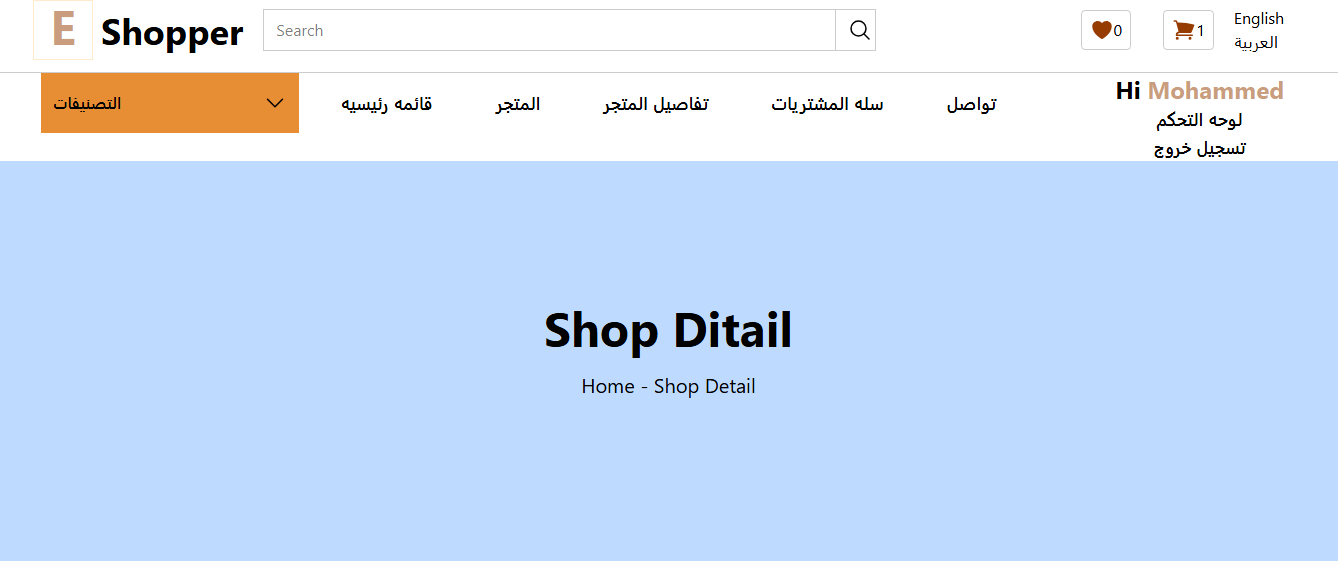 E Shopper
Search
0
1
English
العربية
التصنيفات
قائمه رئيسيه
المتجر
تفاصيل المتجر
سله المشتريات
تواصل
Hi Mohammed
لوحه التحكم
تسجيل خروج
Shop Ditail
Home - Shop Detail